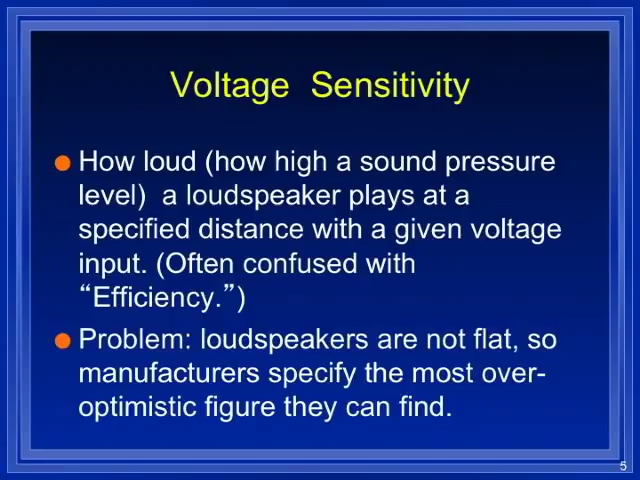 Voltage  Sensitivity
How loud (how high a sound pressure
level)  a loudspeaker plays at a
specified distance with a given voltage
input. (Often confused with
“Efficiency.”)
Problem: loudspeakers are not flat, so
manufacturers specify the most over-
optimistic figure they can find.
5